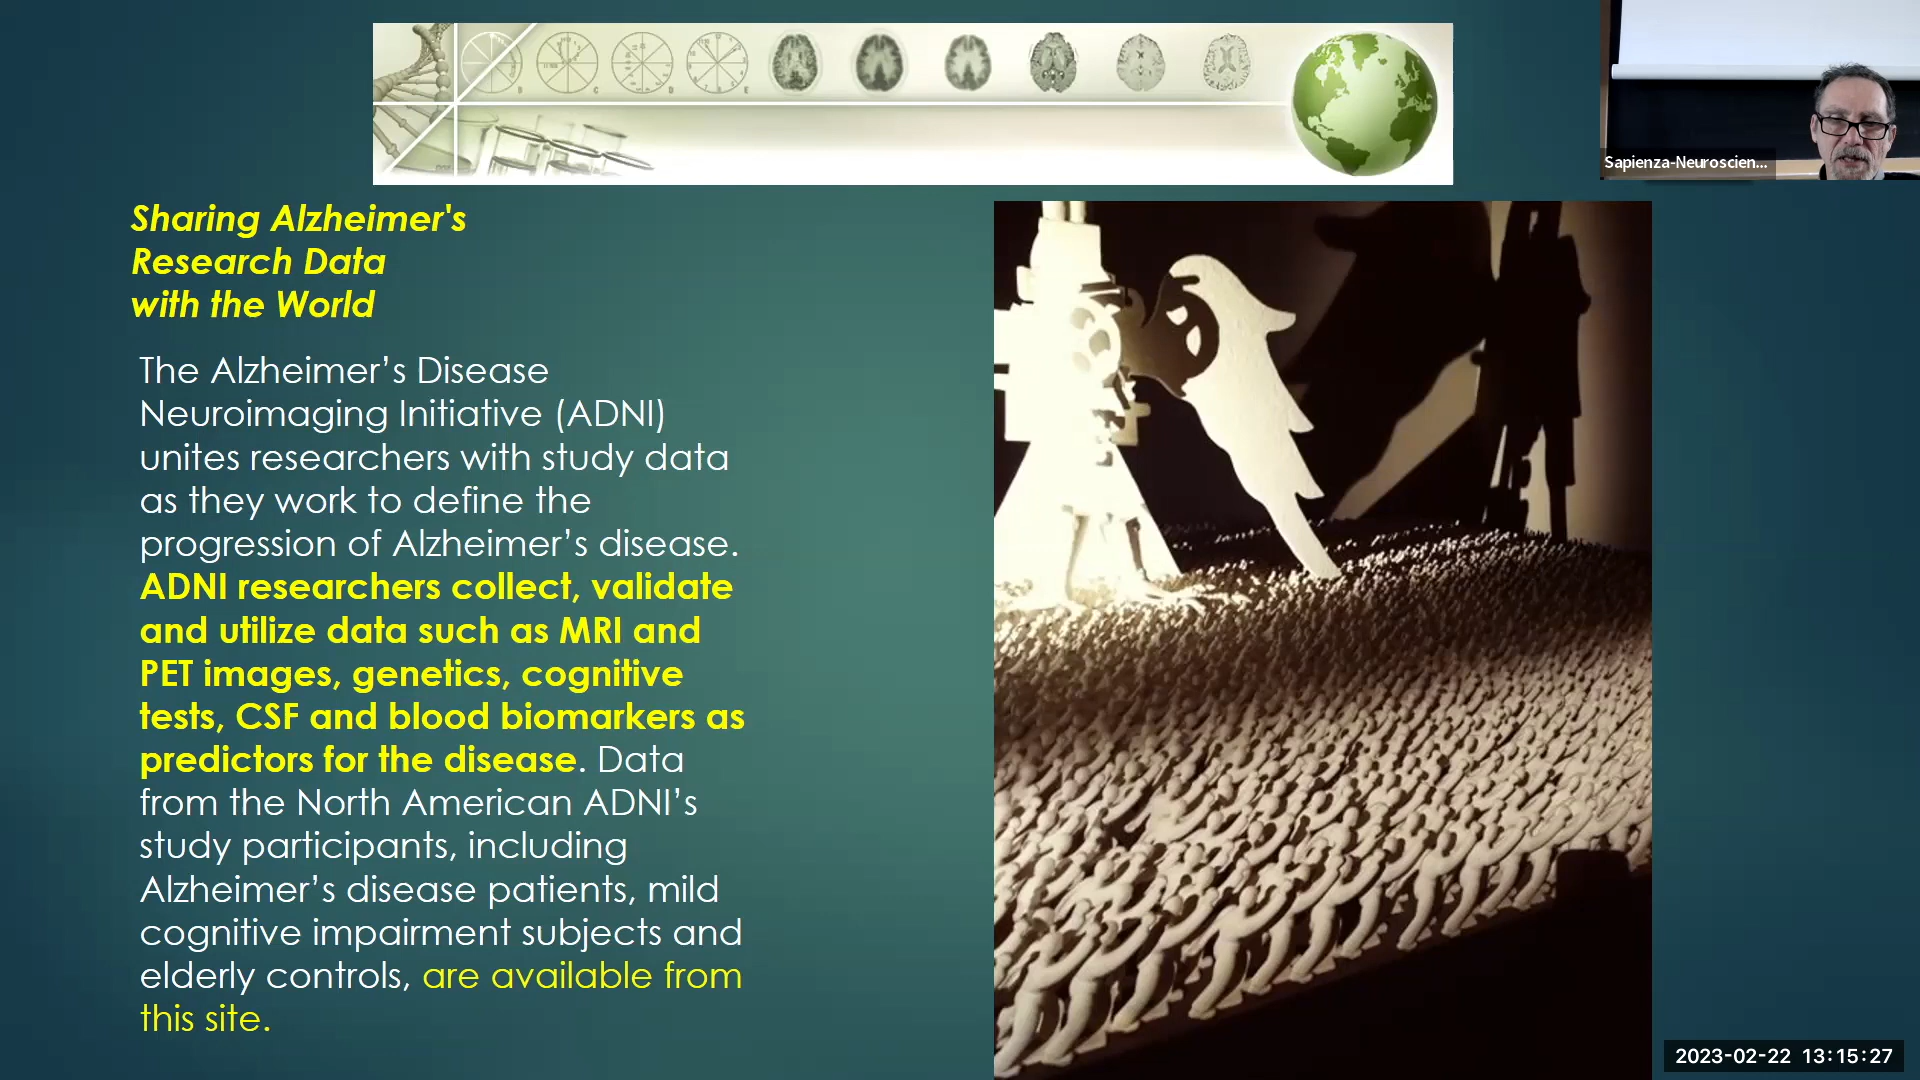 Sapienza-Neuroscien...
Sharing Alzheimer's
Research Data
with the World
The Alzheimer’s Disease
Neuroimaging Initiative (ADNI)
unites researchers with study data
as they work to define the
progression of Alzheimer’s disease.
ADNI researchers collect, validate
and utilize data such as MRI and
PET images, genetics, cognitive
tests, CSF and blood biomarkers as
predictors for the disease. Data
from the North American ADNI’s
study participants, including
Alzheimer’s disease patients, mild
cognitive impairment subjects and
elderly controls, are available from
this site.
2023-02-22 13:15:27